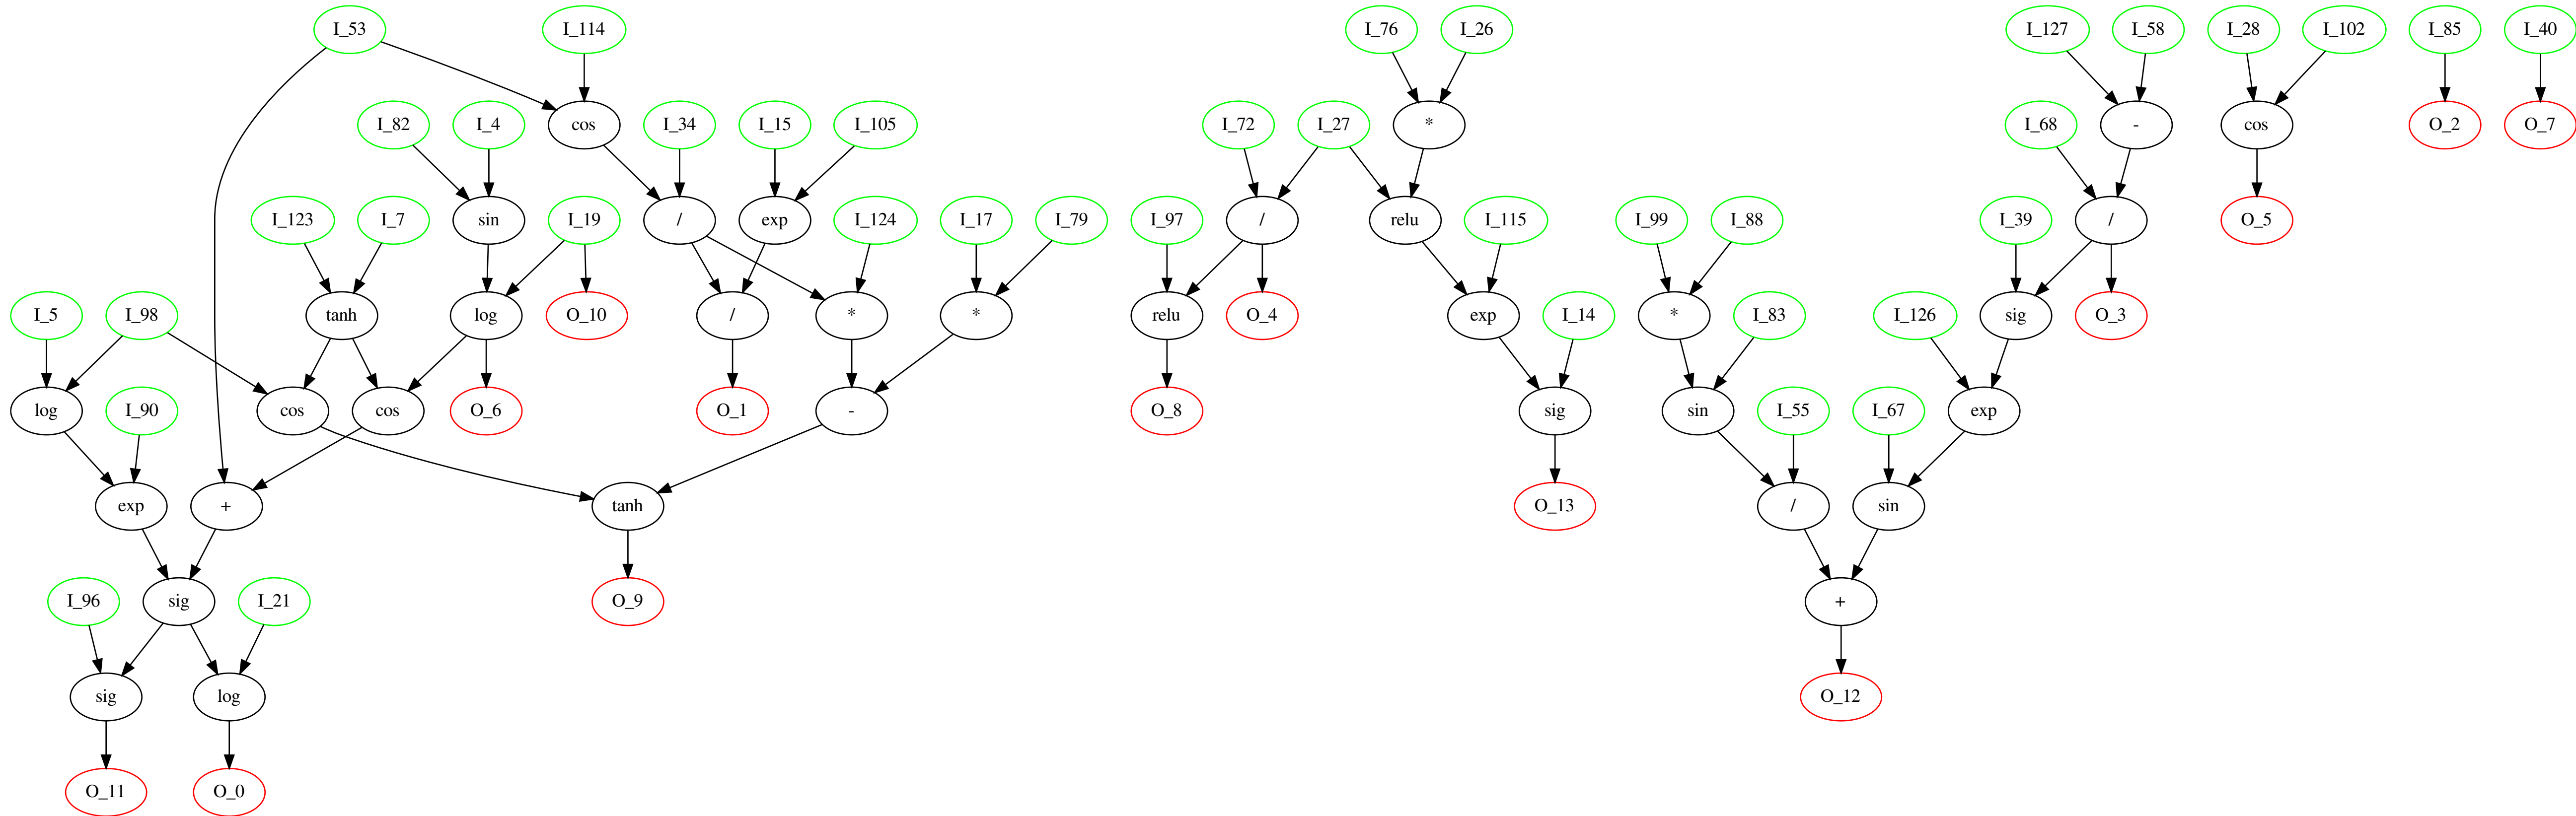 I_53 I_114 I_76 I_26 I_127 I_58 I_28 I_102 I_85 I_40
I_82 I_4 cos I_34 I_15 I_105 I_72 I_27 * I_68 - cos O_2 O_7
I_123 I_7 sin I_19 / exp I_124 I_17 I_79 I_97 / relu I_115 I_99 I_88 I_39 / O_5
I_5 I_98 tanh log O_10 / * * relu O_4 exp I_14 * I_83 I_126 sig O_3
log I_90 cos cos O_6 O_1 - O_8 sig sin I_55 I_67 exp
exp + tanh O_13 / sin
I_96 sig I_21 O_9 +
sig log O_12
O_11 O_0